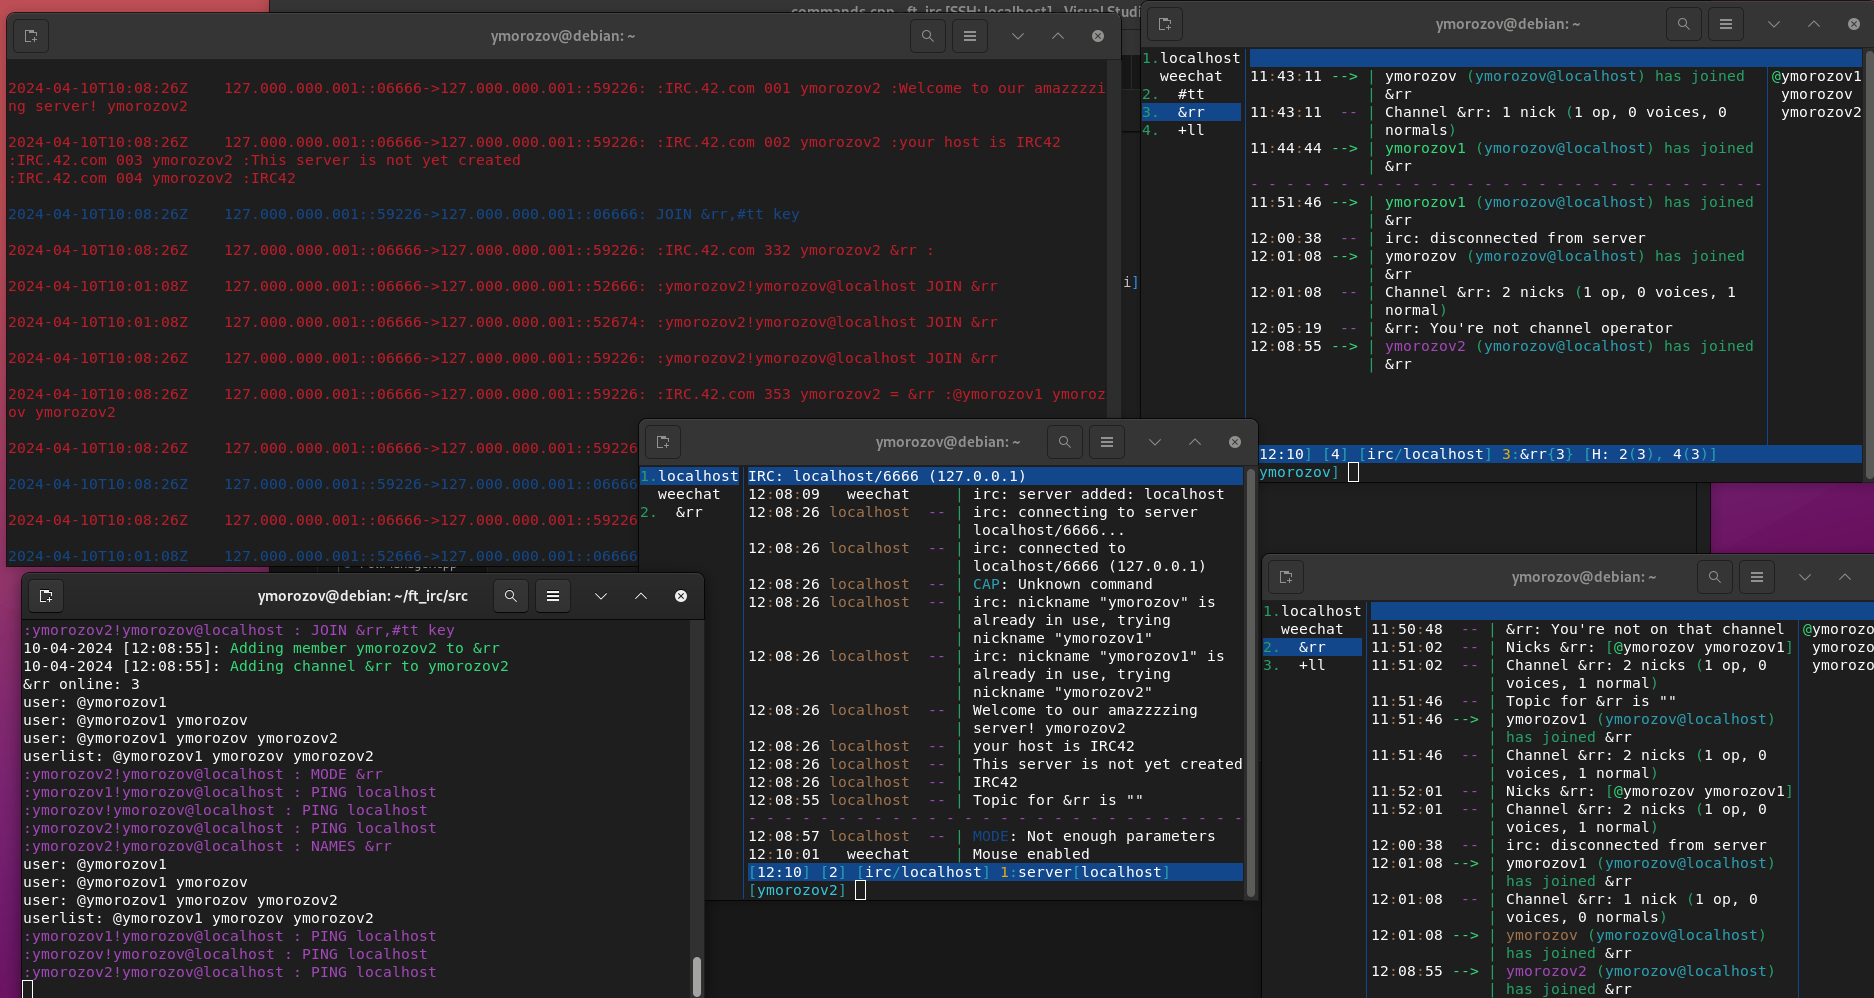 commands.cpp - ft_irc [SSH: localhost] - Visual Studi
ymorozov@debian: ~
2024-04-10T10:08:26Z    127.000.000.001::06666->127.000.000.001::59226: :IRC.42.com 001 ymorozov2 :Welcome to our amazzzzi
ng server! ymorozov2
2024-04-10T10:08:26Z    127.000.000.001::06666->127.000.000.001::59226: :IRC.42.com 002 ymorozov2 :your host is IRC42
:IRC.42.com 003 ymorozov2 :This server is not yet created
:IRC.42.com 004 ymorozov2 :IRC42
2024-04-10T10:08:26Z    127.000.000.001::59226->127.000.000.001::06666: JOIN &rr,#tt key
2024-04-10T10:08:26Z    127.000.000.001::06666->127.000.000.001::59226: :IRC.42.com 332 ymorozov2 &rr :
2024-04-10T10:01:08Z    127.000.000.001::06666->127.000.000.001::52666: :ymorozov2!ymorozov@localhost JOIN &rr
2024-04-10T10:01:08Z    127.000.000.001::06666->127.000.000.001::52674: :ymorozov2!ymorozov@localhost JOIN &rr
2024-04-10T10:08:26Z    127.000.000.001::06666->127.000.000.001::59226: :ymorozov2!ymorozov@localhost JOIN &rr
2024-04-10T10:08:26Z    127.000.000.001::06666->127.000.000.001::59226: :IRC.42.com 353 ymorozov2 = &rr :@ymorozov1 ymoroz
ov ymorozov2
2024-04-10T10:08:26Z    127.000.000.001::06666->127.000.000.001::59226
2024-04-10T10:08:26Z    127.000.000.001::59226->127.000.000.001::06666
2024-04-10T10:08:26Z    127.000.000.001::06666->127.000.000.001::59226
2024-04-10T10:01:08Z    127.000.000.001::52666->127.000.000.001::06666
i]
ymorozov@debian: ~
1.localhost
weechat
2. #tt
3. &rr
4. +ll
11:43:11 --> | ymorozov (ymorozov@localhost) has joined
| &rr
11:43:11 -- | Channel &rr: 1 nick (1 op, 0 voices, 0
| normals)
11:44:44 --> | ymorozov1 (ymorozov@localhost) has joined
| &rr
- - - - - - - - - - - - - - - - - - - - - - - - - - - - -
11:51:46 --> | ymorozov1 (ymorozov@localhost) has joined
| &rr
12:00:38 -- | irc: disconnected from server
12:01:08 --> | ymorozov (ymorozov@localhost) has joined
| &rr
12:01:08 -- | Channel &rr: 2 nicks (1 op, 0 voices, 1
| normal)
12:05:19 -- | &rr: You're not channel operator
12:08:55 --> | ymorozov2 (ymorozov@localhost) has joined
| &rr
@ymorozov1
ymorozov
ymorozov2
12:10] [4] [irc/localhost] 3:&rr{3} [H: 2(3), 4(3)]
ymorozov]
ymorozov@debian: ~
1.localhost
weechat
2. &rr
IRC: localhost/6666 (127.0.0.1)
12:08:09 weechat | irc: server added: localhost
12:08:26 localhost -- | irc: connecting to server
| localhost/6666...
12:08:26 localhost -- | irc: connected to
| localhost/6666 (127.0.0.1)
12:08:26 localhost -- | CAP: Unknown command
12:08:26 localhost -- | irc: nickname "ymorozov" is
| already in use, trying
| nickname "ymorozov1"
12:08:26 localhost -- | irc: nickname "ymorozov1" is
| already in use, trying
| nickname "ymorozov2"
12:08:26 localhost -- | Welcome to our amazzzzing
| server! ymorozov2
12:08:26 localhost -- | your host is IRC42
12:08:26 localhost -- | This server is not yet created
12:08:26 localhost -- | IRC42
12:08:55 localhost -- | Topic for &rr is ""
- - - - - - - - - - - - - - - - - - - - - - - - - - - -
12:08:57 localhost -- | MODE: Not enough parameters
12:10:01 weechat | Mouse enabled
[12:10] [2] [irc/localhost] 1:server[localhost]
[ymorozov2]
ymorozov@debian: ~/ft_irc/src
:ymorozov2!ymorozov@localhost : JOIN &rr,#tt key
10-04-2024 [12:08:55]: Adding member ymorozov2 to &rr
10-04-2024 [12:08:55]: Adding channel &rr to ymorozov2
&rr online: 3
user: @ymorozov1
user: @ymorozov1 ymorozov
user: @ymorozov1 ymorozov ymorozov2
userlist: @ymorozov1 ymorozov ymorozov2
:ymorozov2!ymorozov@localhost : MODE &rr
:ymorozov1!ymorozov@localhost : PING localhost
:ymorozov!ymorozov@localhost : PING localhost
:ymorozov2!ymorozov@localhost : PING localhost
:ymorozov2!ymorozov@localhost : NAMES &rr
user: @ymorozov1
user: @ymorozov1 ymorozov
user: @ymorozov1 ymorozov ymorozov2
userlist: @ymorozov1 ymorozov ymorozov2
:ymorozov1!ymorozov@localhost : PING localhost
:ymorozov!ymorozov@localhost : PING localhost
:ymorozov2!ymorozov@localhost : PING localhost
ymorozov@debian: ~
1.localhost
weechat
2. &rr
3. +ll
11:50:48 -- | &rr: You're not on that channel
11:51:02 -- | Nicks &rr: [@ymorozov ymorozov1]
11:51:02 -- | Channel &rr: 2 nicks (1 op, 0
| voices, 1 normal)
11:51:46 -- | Topic for &rr is ""
11:51:46 --> | ymorozov1 (ymorozov@localhost)
| has joined &rr
11:51:46 -- | Channel &rr: 2 nicks (1 op, 0
| voices, 1 normal)
11:52:01 -- | Nicks &rr: [@ymorozov ymorozov1]
11:52:01 -- | Channel &rr: 2 nicks (1 op, 0
| voices, 1 normal)
12:00:38 -- | irc: disconnected from server
12:01:08 --> | ymorozov1 (ymorozov@localhost)
| has joined &rr
12:01:08 -- | Channel &rr: 1 nick (1 op, 0
| voices, 0 normals)
12:01:08 --> | ymorozov (ymorozov@localhost)
| has joined &rr
12:08:55 --> | ymorozov2 (ymorozov@localhost)
| has joined &rr
@ymorozo
ymorozo
ymorozo